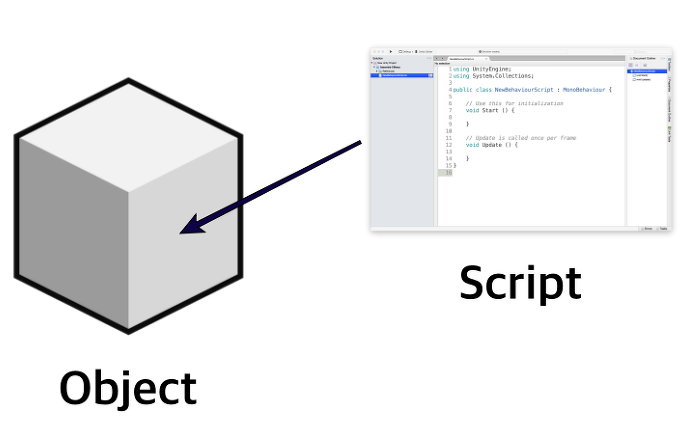 using UnityEngine;
using System.Collections;
public class NewBehaviourScript : MonoBehaviour {
// Use this for initialization
void Start () {
}
// Update is called once per frame
void Update () {
}
}
Script
Object